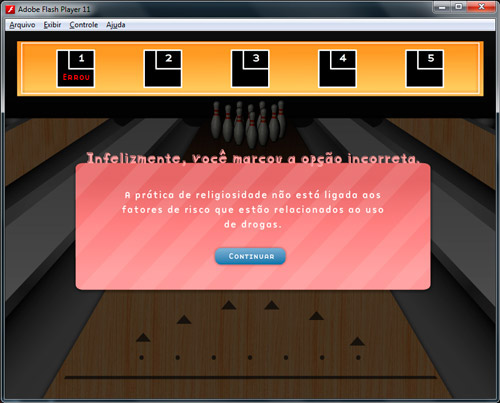 Adobe Flash Player 11
Arquivo Exibir Controle Ajuda
1 2 3 4 5
Errou
Infelizmente, você marcou a opção incorreta.
A prática de religiosidade não está ligada aos
fatores de risco que estão relacionados ao uso
de drogas.
Continuar